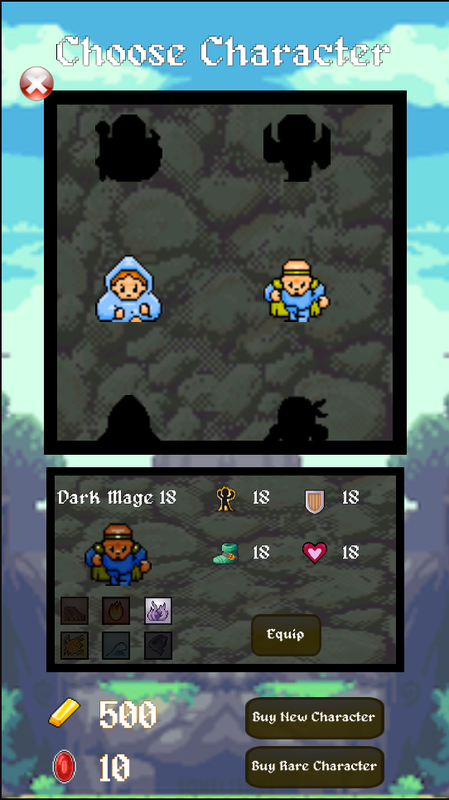 Choose Character
Dark Mage 18
18
18
18
18
Equip
500
Buy New Character
10
Buy Rare Character